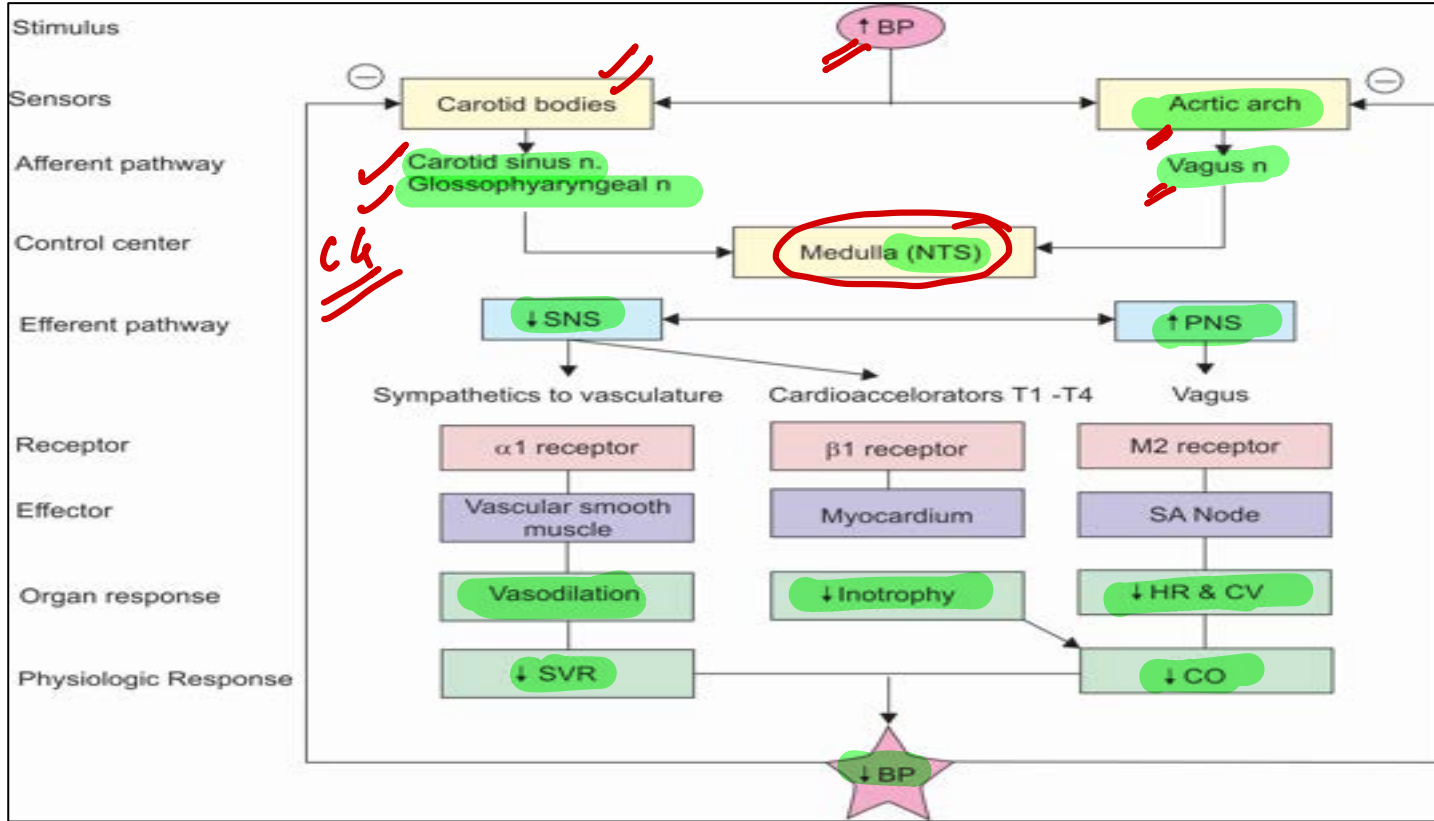 Stimulus
↑ BP
Sensors
−
Carotid bodies
Acrtic arch
−
Afferent pathway
Carotid sinus n.
Glossophyaryngeal n
Vagus n
Control center
Medulla (NTS)
Efferent pathway
↓ SNS
↑ PNS
Sympathetics to vasculature
Cardioaccelorators T1 -T4
Vagus
Receptor
α1 receptor
β1 receptor
M2 receptor
Effector
Vascular smooth
muscle
Myocardium
SA Node
Organ response
Vasodilation
↓ Inotrophy
↓ HR & CV
Physiologic Response
↓ SVR
↓ CO
↓ BP